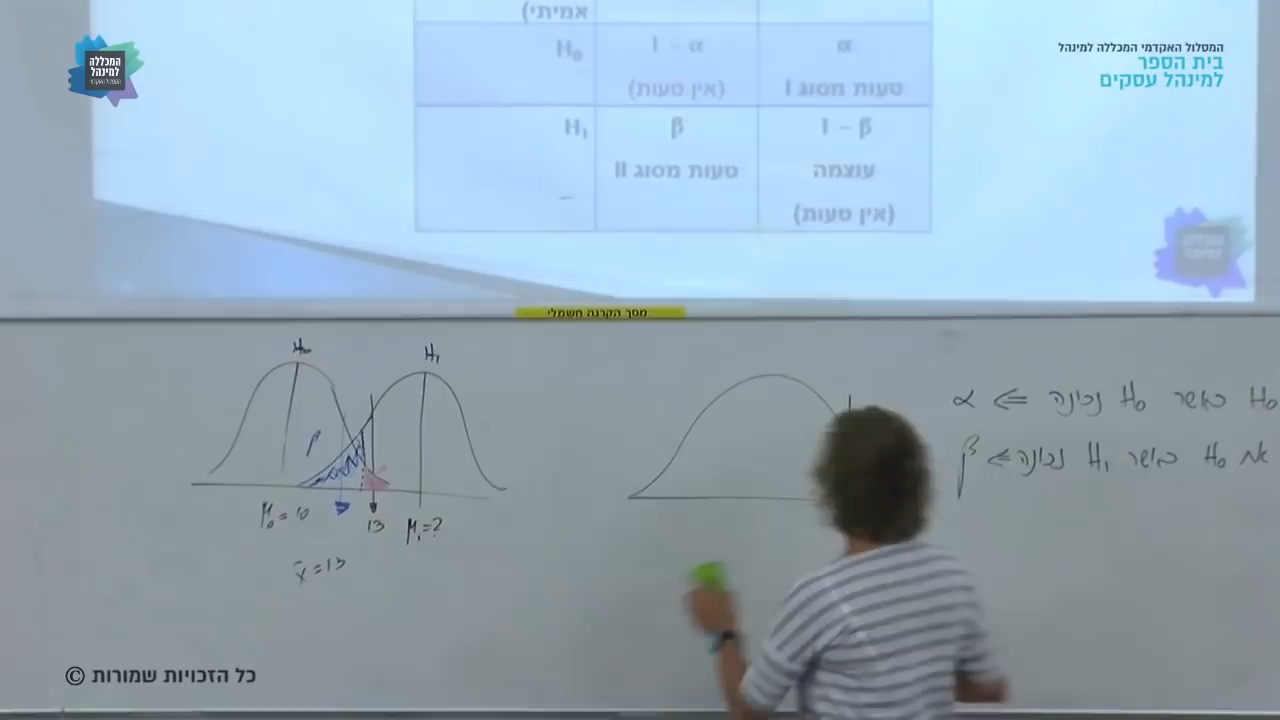 המכללה
למינהל
המסלול האקדמי המכללה למינהל
בית הספר
למינהל עסקים
אמיתי)
H₀ 1 - α α
(אין טעות) טעות מסוג I
H₁ β 1 - β
טעות מסוג II עוצמה
(אין טעות)
מסך הקרנה חשמלי
H₀ H₁
β
μ₀ = 10 13 μ₁ = ?
x̄ = 13
H₀ כאשר H₀ נכונה ⇐ α
את H₀ כאשר H₁ נכונה ⇐ β
כל הזכויות שמורות ©